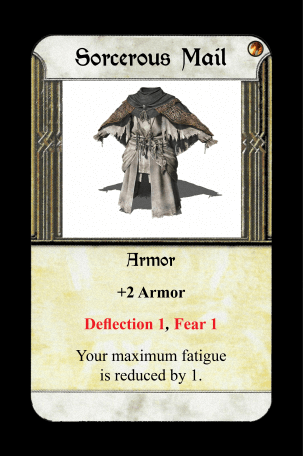 Sorcerous Mail
Armor
+2 Armor
Deflection 1, Fear 1
Your maximum fatigue
is reduced by 1.